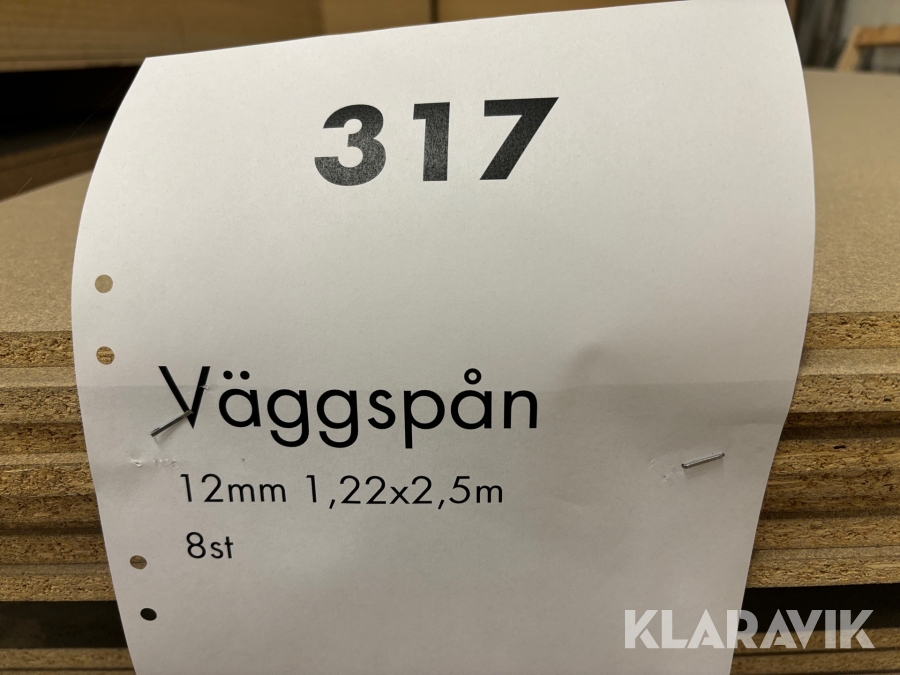 317
Väggspån
12mm 1,22x2,5m
8st
KLARAVIK